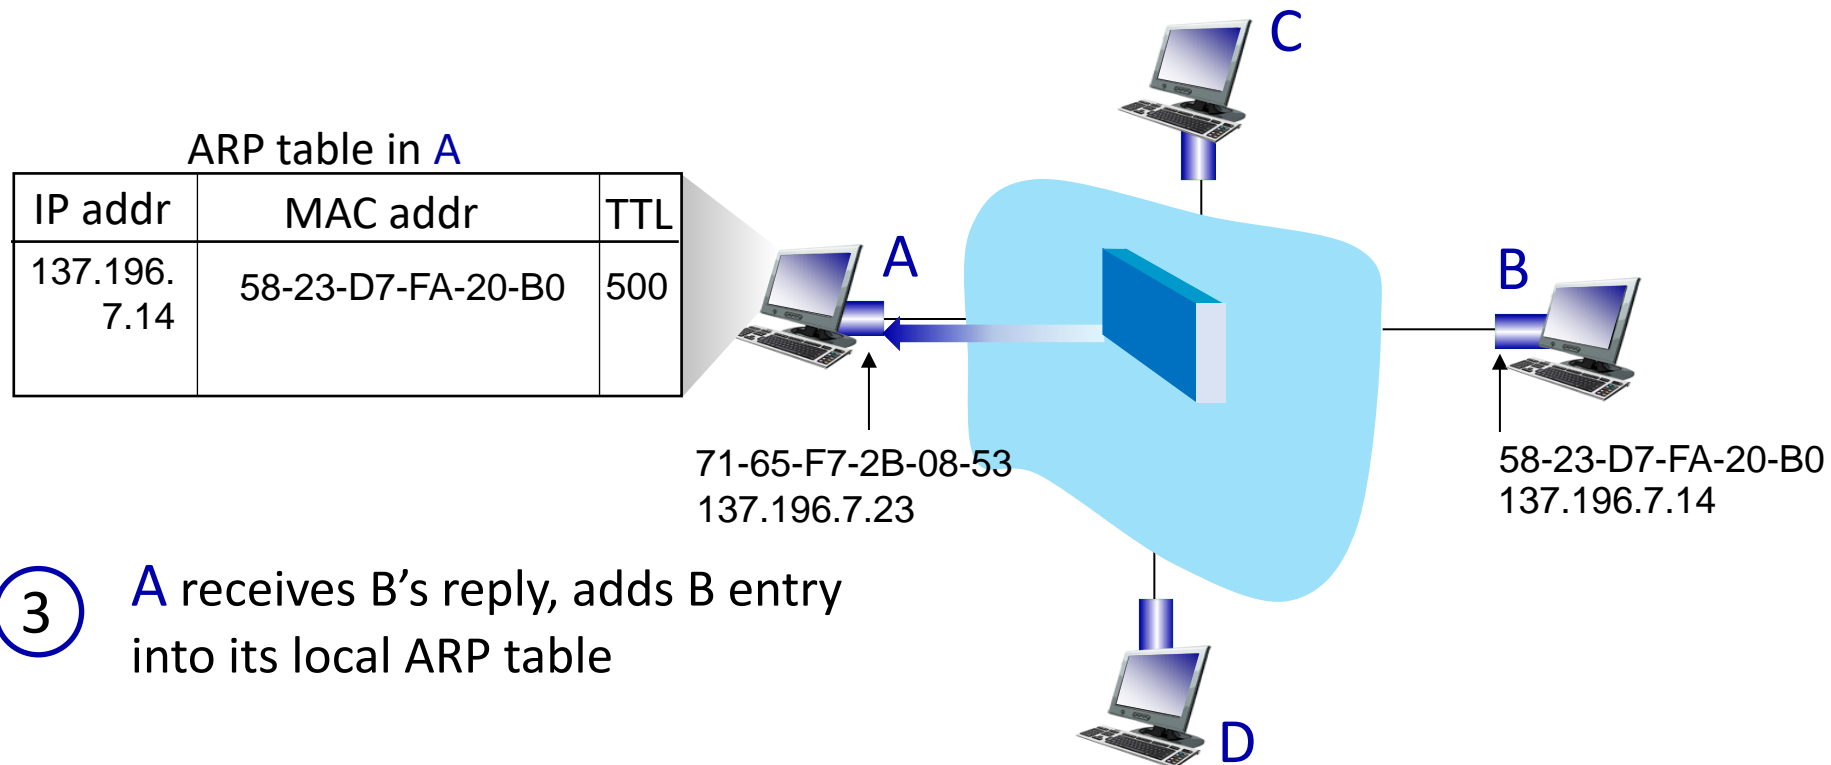 C
ARP table in A
IP addr MAC addr TTL
137.196. 58-23-D7-FA-20-B0 500
7.14
A
B
71-65-F7-2B-08-53
137.196.7.23
58-23-D7-FA-20-B0
137.196.7.14
3
A receives B’s reply, adds B entry
into its local ARP table
D